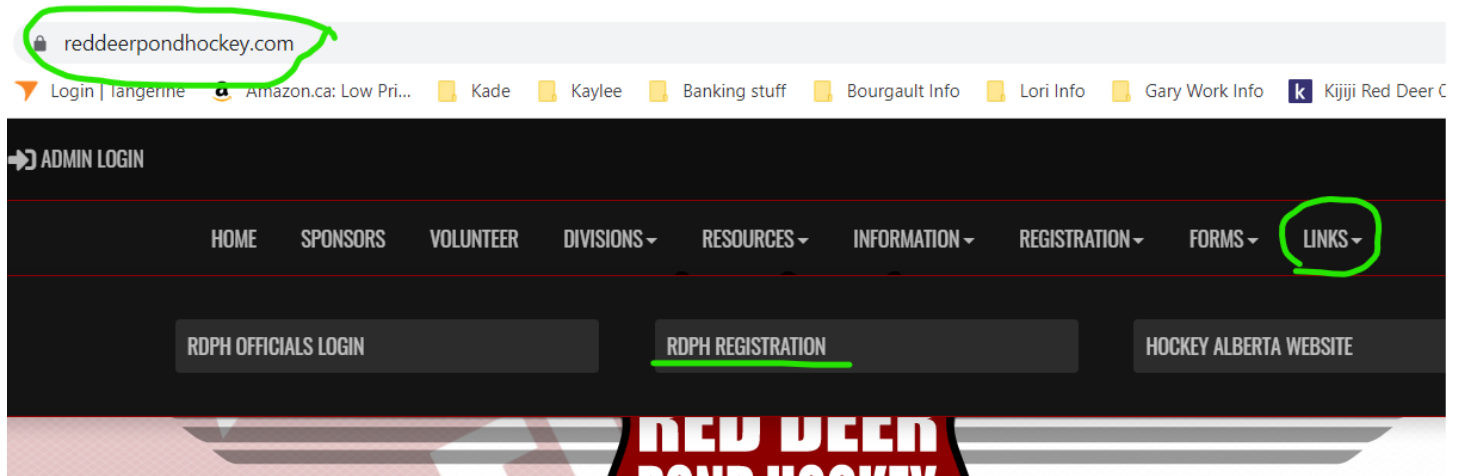 reddeerpondhockey.com
Login | Tangerine Amazon.ca: Low Pri... Kade Kaylee Banking stuff Bourgault Info Lori Info Gary Work Info Kijiji Red Deer
ADMIN LOGIN
HOME SPONSORS VOLUNTEER DIVISIONS RESOURCES INFORMATION REGISTRATION FORMS LINKS
RDPH OFFICIALS LOGIN RDPH REGISTRATION HOCKEY ALBERTA WEBSITE
RED DEER
POND HOCKEY